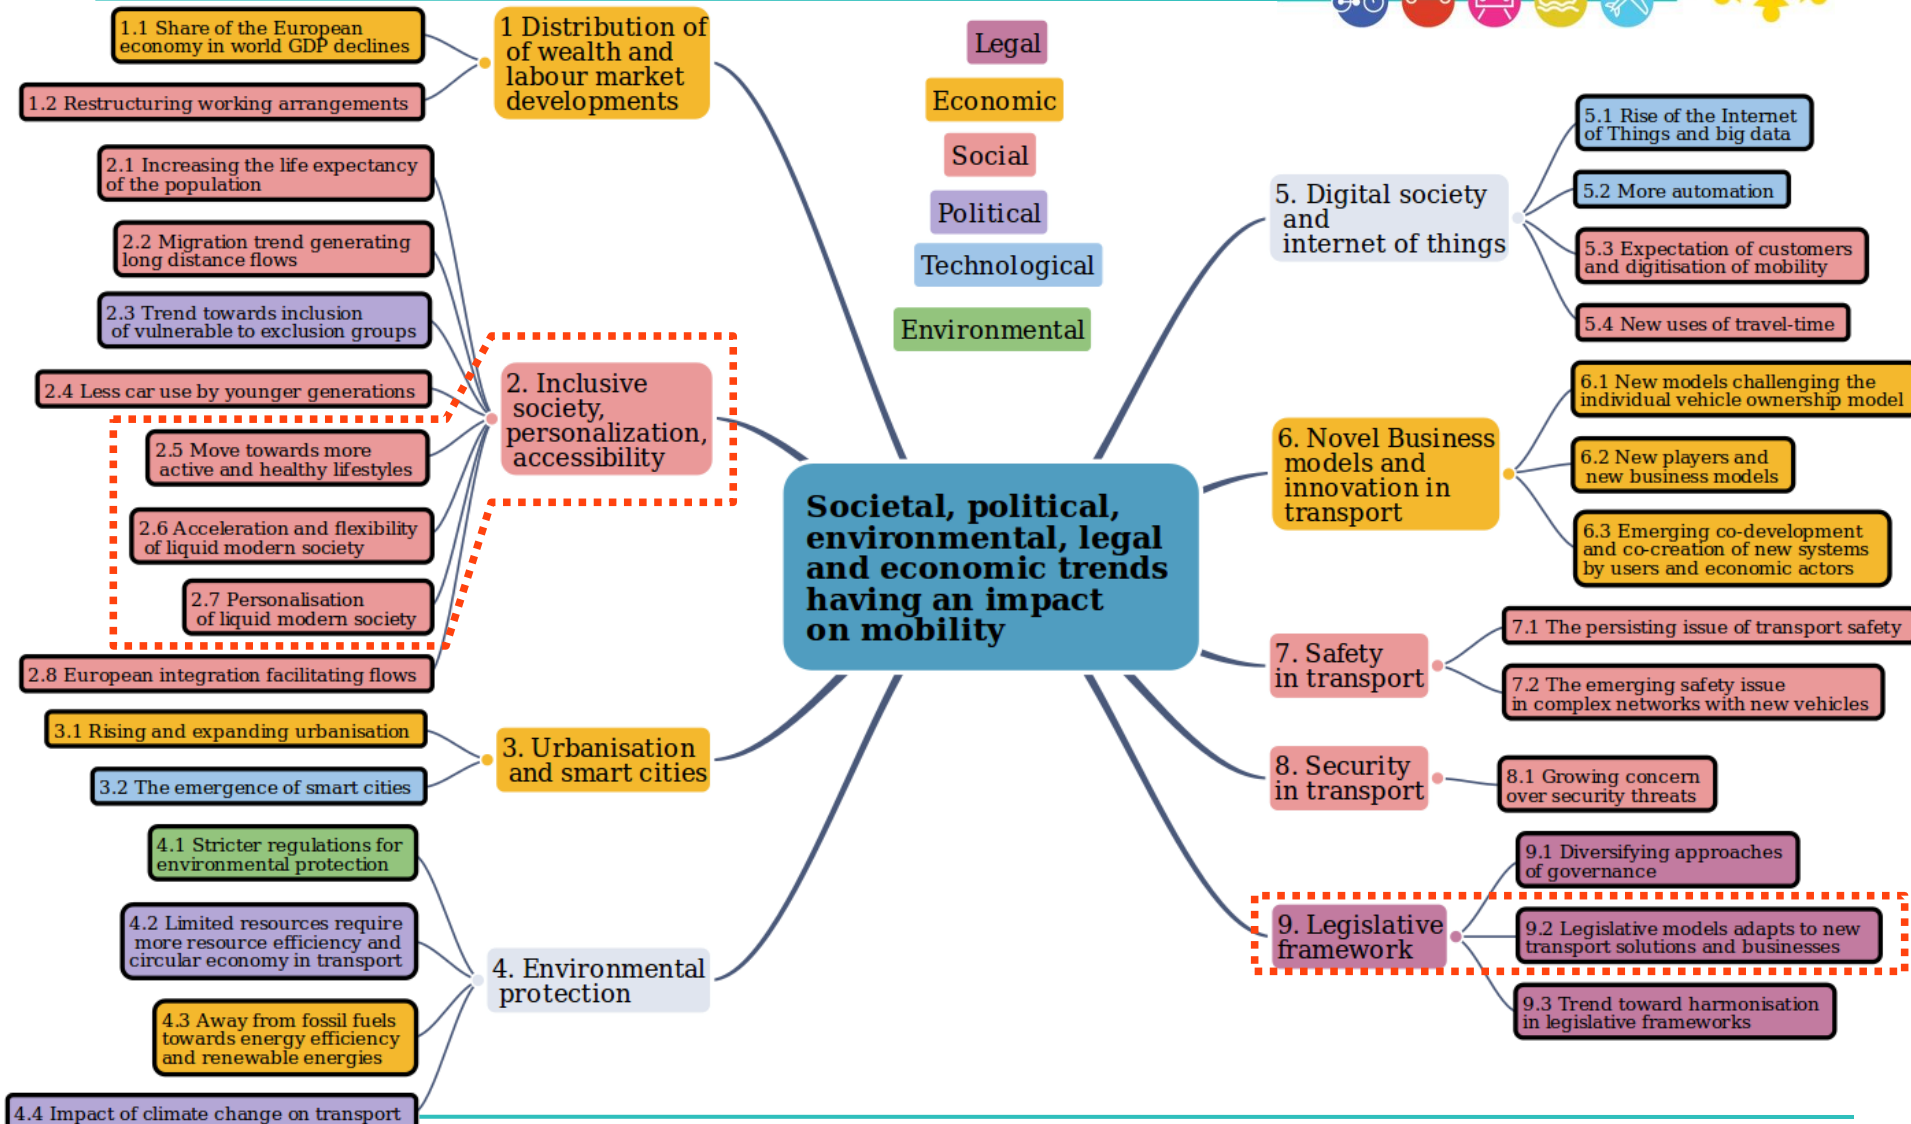 1.1 Share of the European
economy in world GDP declines
1.2 Restructuring working arrangements
1 Distribution of
of wealth and
labour market
developments
2.1 Increasing the life expectancy
of the population
2.2 Migration trend generating
long distance flows
2.3 Trend towards inclusion
of vulnerable to exclusion groups
2.4 Less car use by younger generations
2.5 Move towards more
active and healthy lifestyles
2.6 Acceleration and flexibility
of liquid modern society
2.7 Personalisation
of liquid modern society
2.8 European integration facilitating flows
2. Inclusive
society,
personalization,
accessibility
3.1 Rising and expanding urbanisation
3.2 The emergence of smart cities
3. Urbanisation
and smart cities
4.1 Stricter regulations for
environmental protection
4.2 Limited resources require
more resource efficiency and
circular economy in transport
4.3 Away from fossil fuels
towards energy efficiency
and renewable energies
4.4 Impact of climate change on transport
4. Environmental
protection
Legal
Economic
Social
Political
Technological
Environmental
Societal, political,
environmental, legal
and economic trends
having an impact
on mobility
5. Digital society
and
internet of things
5.1 Rise of the Internet
of Things and big data
5.2 More automation
5.3 Expectation of customers
and digitisation of mobility
5.4 New uses of travel-time
6. Novel Business
models and
innovation in
transport
6.1 New models challenging the
individual vehicle ownership model
6.2 New players and
new business models
6.3 Emerging co-development
and co-creation of new systems
by users and economic actors
7. Safety
in transport
7.1 The persisting issue of transport safety
7.2 The emerging safety issue
in complex networks with new vehicles
8. Security
in transport
8.1 Growing concern
over security threats
9. Legislative
framework
9.1 Diversifying approaches
of governance
9.2 Legislative models adapts to new
transport solutions and businesses
9.3 Trend toward harmonisation
in legislative frameworks